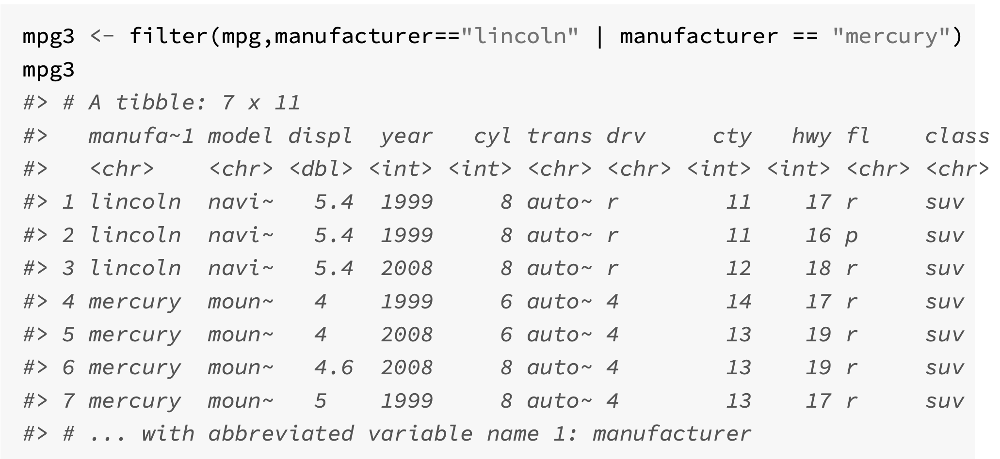 mpg3 <- filter(mpg,manufacturer=="lincoln" | manufacturer == "mercury")
mpg3
#> # A tibble: 7 x 11
#>   manufa~1 model displ  year   cyl trans drv     cty   hwy fl    class
#>   <chr>    <chr> <dbl> <int> <int> <chr> <chr> <int> <int> <chr> <chr>
#> 1 lincoln  navi~   5.4  1999     8 auto~ r        11    17 r     suv
#> 2 lincoln  navi~   5.4  1999     8 auto~ r        11    16 p     suv
#> 3 lincoln  navi~   5.4  2008     8 auto~ r        12    18 r     suv
#> 4 mercury  moun~   4    1999     6 auto~ 4        14    17 r     suv
#> 5 mercury  moun~   4    2008     6 auto~ 4        13    19 r     suv
#> 6 mercury  moun~   4.6  2008     8 auto~ 4        13    19 r     suv
#> 7 mercury  moun~   5    1999     8 auto~ 4        13    17 r     suv
#> # ... with abbreviated variable name 1: manufacturer